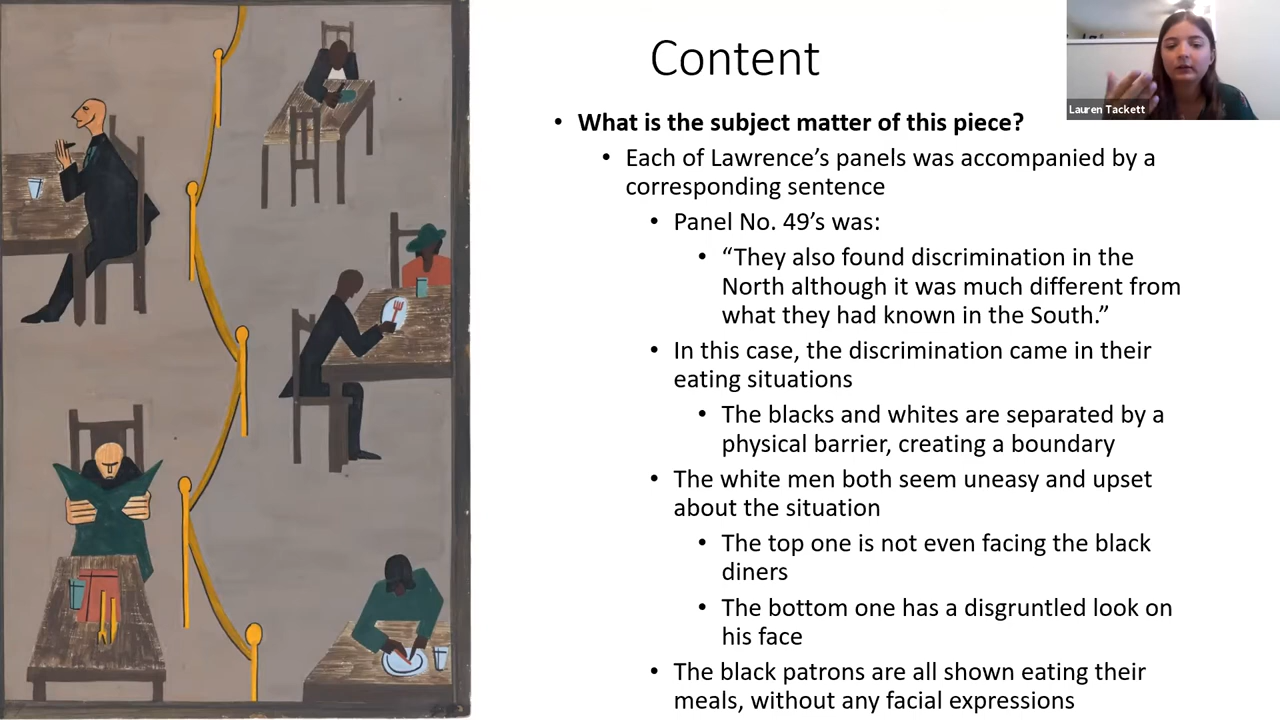 Content
Lauren Tackett
• What is the subject matter of this piece?
• Each of Lawrence’s panels was accompanied by a
corresponding sentence
• Panel No. 49’s was:
• “They also found discrimination in the
North although it was much different from
what they had known in the South.”
• In this case, the discrimination came in their
eating situations
• The blacks and whites are separated by a
physical barrier, creating a boundary
• The white men both seem uneasy and upset
about the situation
• The top one is not even facing the black
diners
• The bottom one has a disgruntled look on
his face
• The black patrons are all shown eating their
meals, without any facial expressions